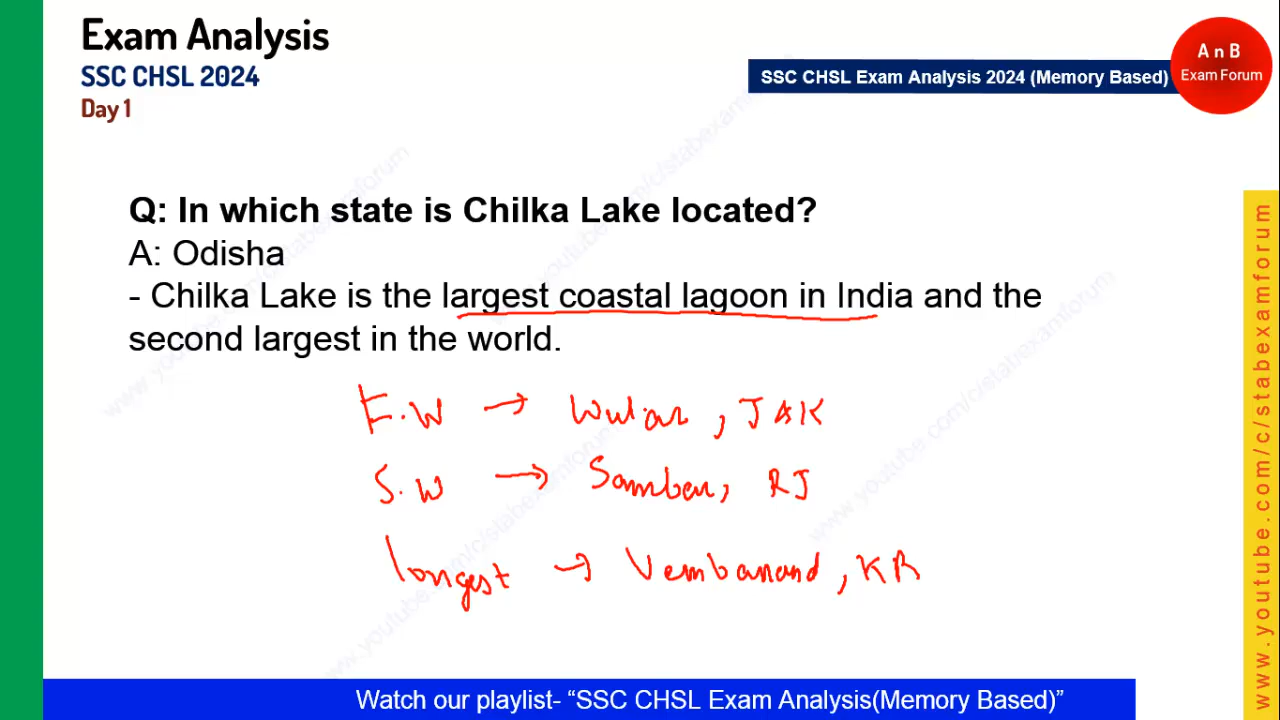 Exam Analysis
SSC CHSL 2024
Day 1
SSC CHSL Exam Analysis 2024 (Memory Based)
A n B
Exam Forum
Q: In which state is Chilka Lake located?
A: Odisha
- Chilka Lake is the largest coastal lagoon in India and the
second largest in the world.
F.W → Wular, J&K
S.W → Sambar, RJ
longest → Vembanand, KR
www.youtube.com/c/stabexamforum
Watch our playlist- “SSC CHSL Exam Analysis(Memory Based)”